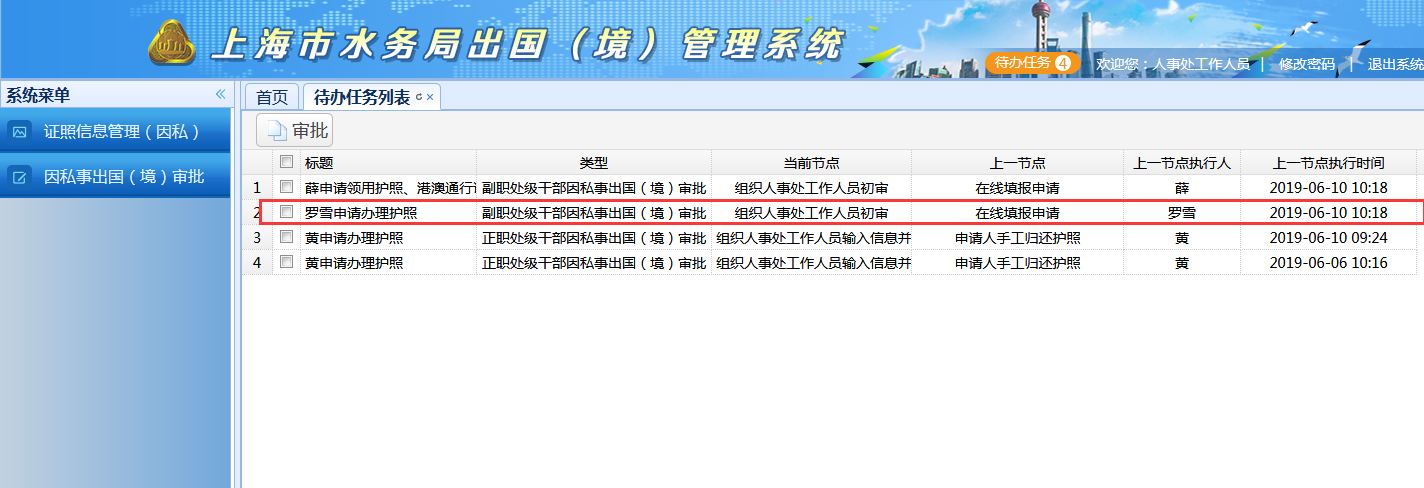 上海市水务局出国（境）管理系统
待办任务 4 欢迎您：人事处工作人员 | 修改密码 | 退出系统
系统菜单
首页 待办任务列表
证照信息管理（因私）
因私事出国（境）审批
审批
标题 类型 当前节点 上一节点 上一节点执行人 上一节点执行时间
1 薛申请领用护照、港澳通行 副职处级干部因私事出国（境）审批 组织人事处工作人员初审 在线填报申请 薛 2019-06-10 10:18
2 罗雪申请办理护照 副职处级干部因私事出国（境）审批 组织人事处工作人员初审 在线填报申请 罗雪 2019-06-10 10:18
3 黄申请办理护照 正职处级干部因私事出国（境）审批 组织人事处工作人员输入信息并 申请人手工归还护照 黄 2019-06-10 09:24
4 黄申请办理护照 正职处级干部因私事出国（境）审批 组织人事处工作人员输入信息并 申请人手工归还护照 黄 2019-06-06 10:16